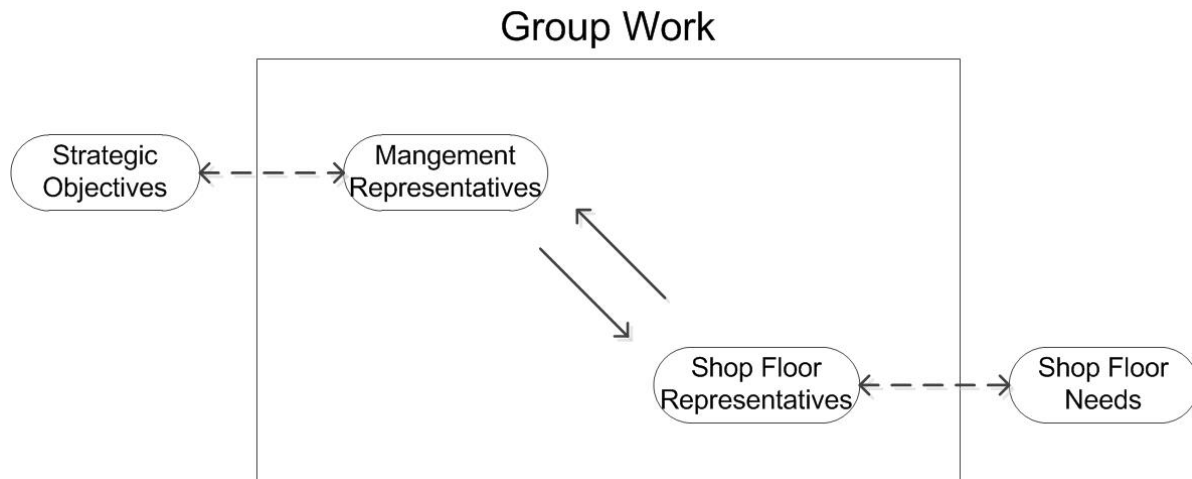 Group Work
Strategic
Objectives
Mangement
Representatives
Shop Floor
Representatives
Shop Floor
Needs